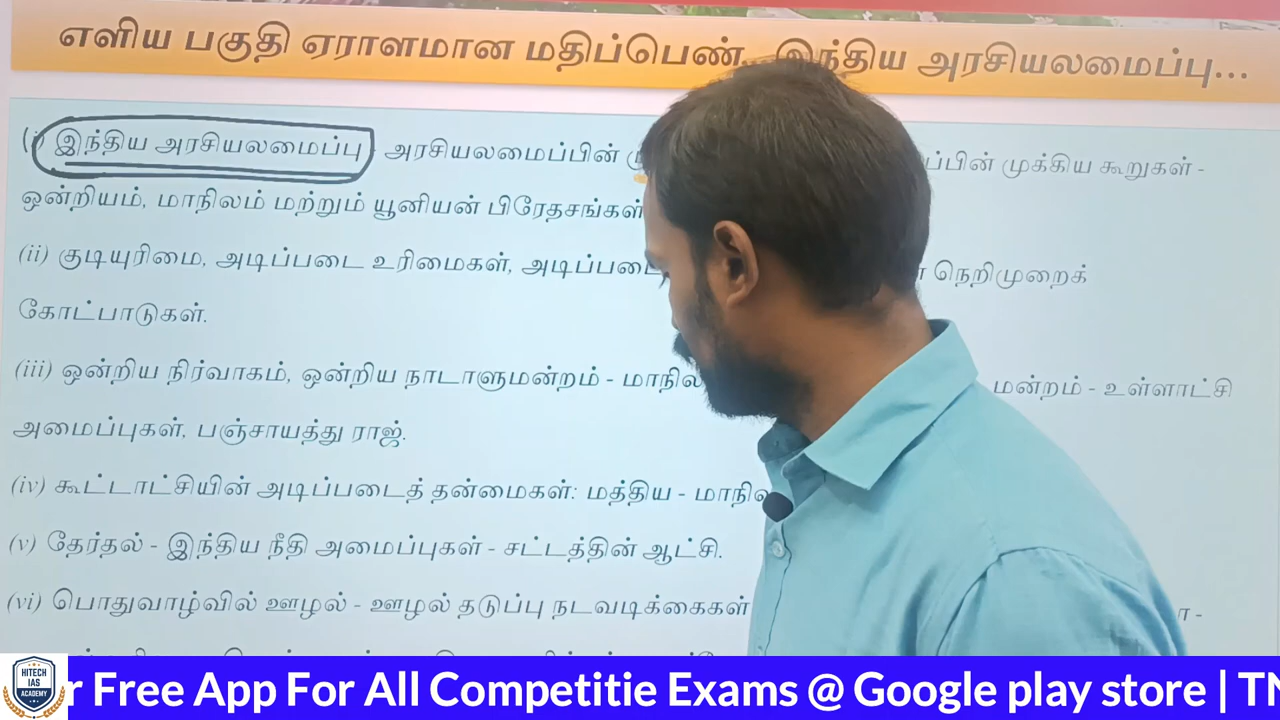 எளிய பகுதி ஏராளமான மதிப்பெண்... இந்திய அரசியலமைப்பு...
இந்திய அரசியலமைப்பு அரசியலமைப்பின் முக்கிய கூறுகள் -
ஒன்றியம், மாநிலம் மற்றும் யூனியன் பிரேதசங்கள்
(ii) குடியுரிமை, அடிப்படை உரிமைகள், நெறிமுறைக்
கோட்பாடுகள்.
(iii) ஒன்றிய நிர்வாகம், ஒன்றிய நாடாளுமன்றம் - மன்றம் - உள்ளாட்சி
அமைப்புகள், பஞ்சாயத்து ராஜ்.
(iv) கூட்டாட்சியின் அடிப்படைத் தன்மைகள்: மத்திய -
(v) தேர்தல் - இந்திய நீதி அமைப்புகள் - சட்டத்தின் ஆட்சி.
(vi) பொதுவாழ்வில் ஊழல் - ஊழல் தடுப்பு நடவடிக்கைகள்
HITECH
IAS
ACADEMY
Free App For All Competitie Exams @ Google play store |